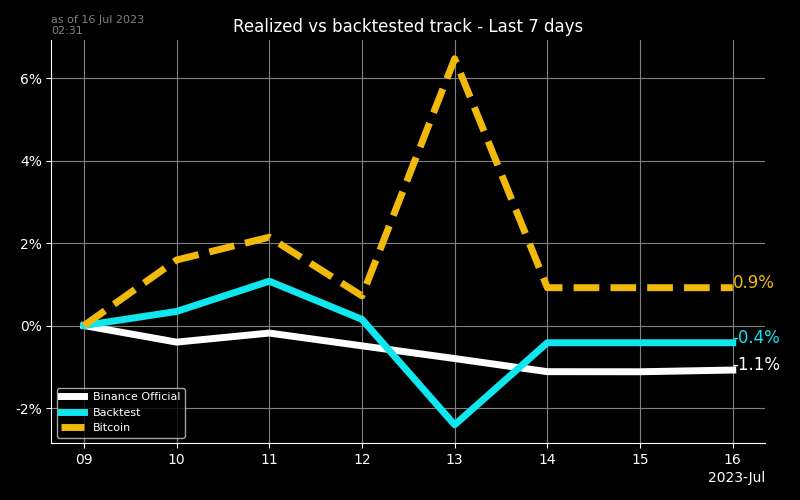 as of 16 Jul 2023
02:31
Realized vs backtested track - Last 7 days
6%
4%
2%
0%
-2%
0.9%
-0.4%
-1.1%
Binance Official
Backtest
Bitcoin
09 10 11 12 13 14 15 16
2023-Jul